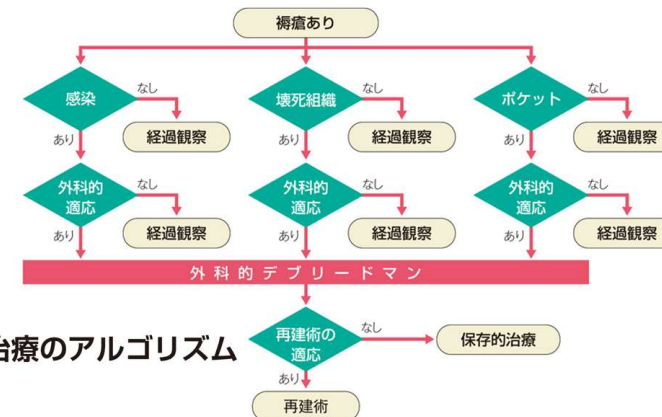 褥瘡あり
感染
なし
壊死組織
なし
ポケット
なし
あり
経過観察
あり
経過観察
あり
経過観察
外科的
適応
なし
外科的
適応
なし
外科的
適応
なし
あり
経過観察
あり
経過観察
あり
経過観察
外科的デブリードマン
再建術の
適応
なし
保存的治療
治療のアルゴリズム
あり
再建術